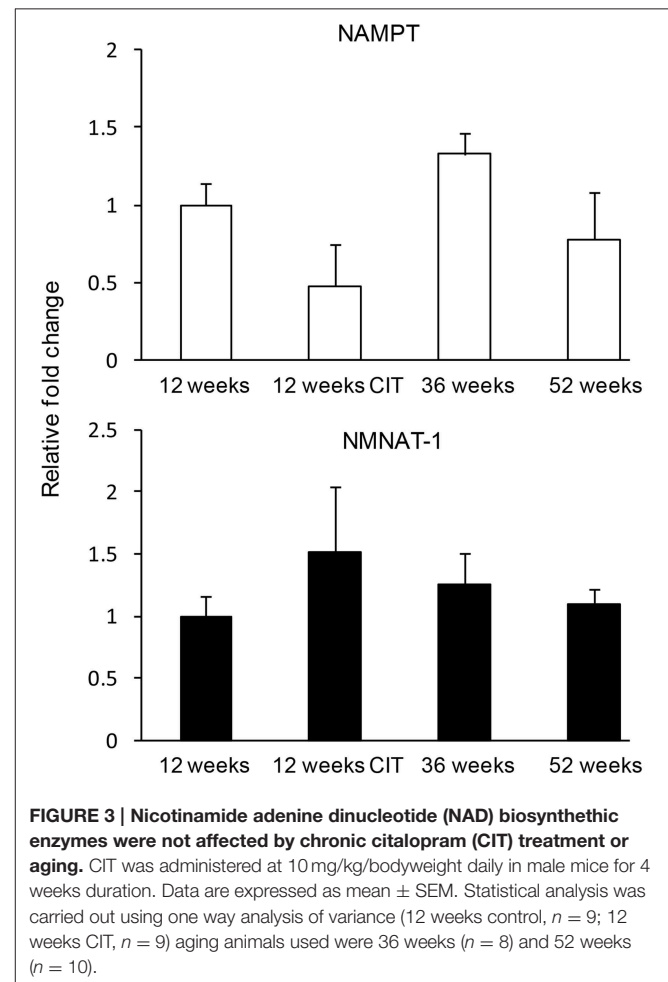 NAMPT
2
1.5
1
0.5
0
12 weeks 12 weeks CIT 36 weeks 52 weeks
Relative fold change
NMNAT-1
2.5
2
1.5
1
0.5
0
12 weeks 12 weeks CIT 36 weeks 52 weeks
FIGURE 3 | Nicotinamide adenine dinucleotide (NAD) biosynthethic
enzymes were not affected by chronic citalopram (CIT) treatment or
aging. CIT was administered at 10 mg/kg/bodyweight daily in male mice for 4
weeks duration. Data are expressed as mean ± SEM. Statistical analysis was
carried out using one way analysis of variance (12 weeks control, n = 9; 12
weeks CIT, n = 9) aging animals used were 36 weeks (n = 8) and 52 weeks
(n = 10).